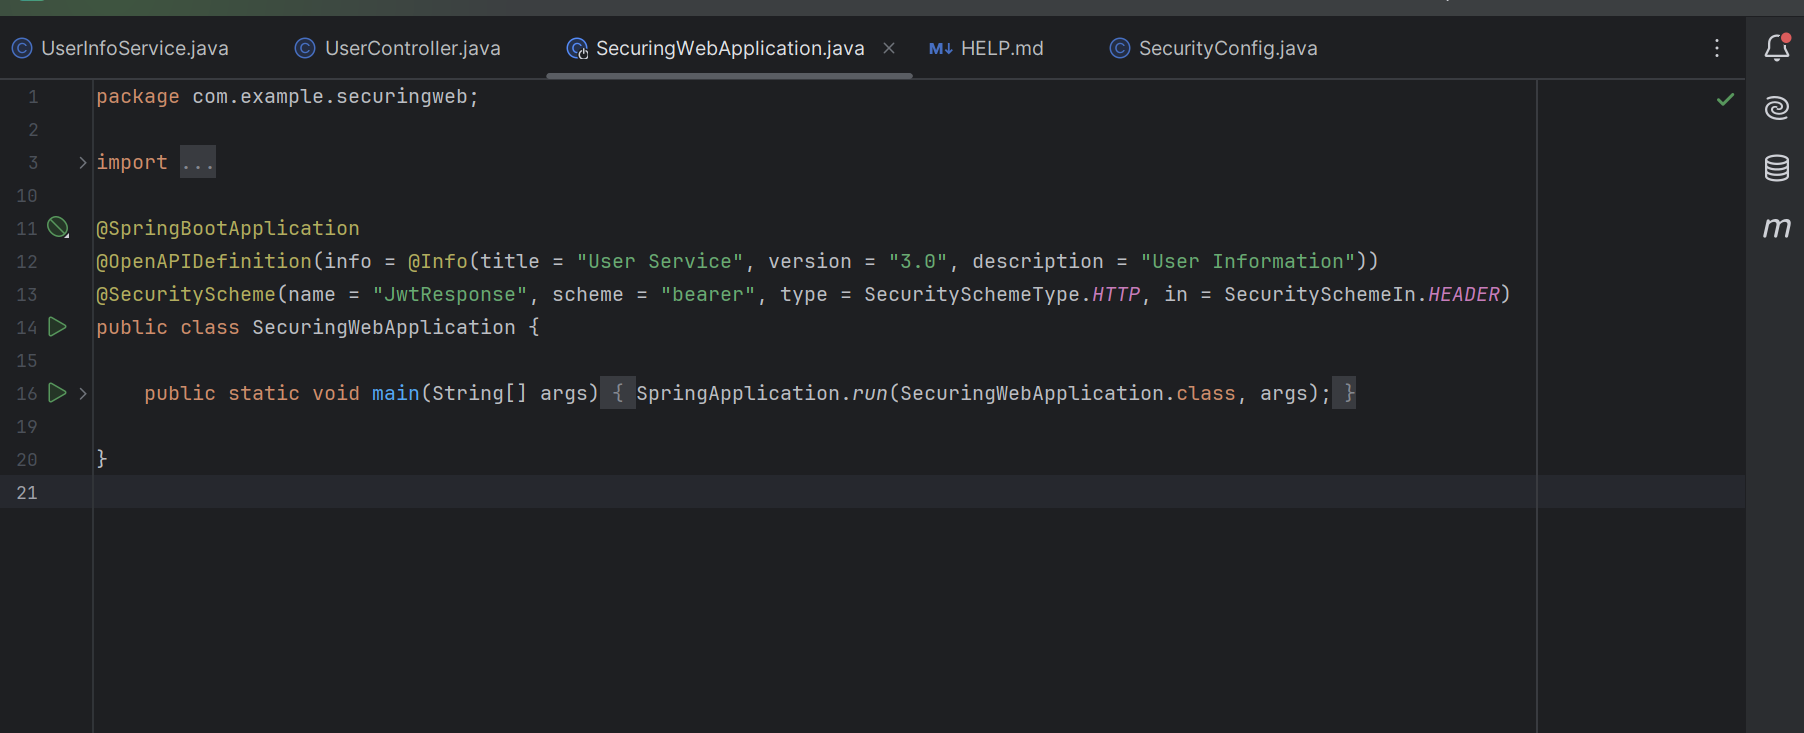 UserInfoService.java UserController.java SecuringWebApplication.java HELP.md SecurityConfig.java
1 package com.example.securingweb;
2
3 import ...
10
11 @SpringBootApplication
12 @OpenAPIDefinition(info = @Info(title = "User Service", version = "3.0", description = "User Information"))
13 @SecurityScheme(name = "JwtResponse", scheme = "bearer", type = SecuritySchemeType.HTTP, in = SecuritySchemeIn.HEADER)
14 public class SecuringWebApplication {
15
16 public static void main(String[] args) { SpringApplication.run(SecuringWebApplication.class, args); }
19
20 }
21